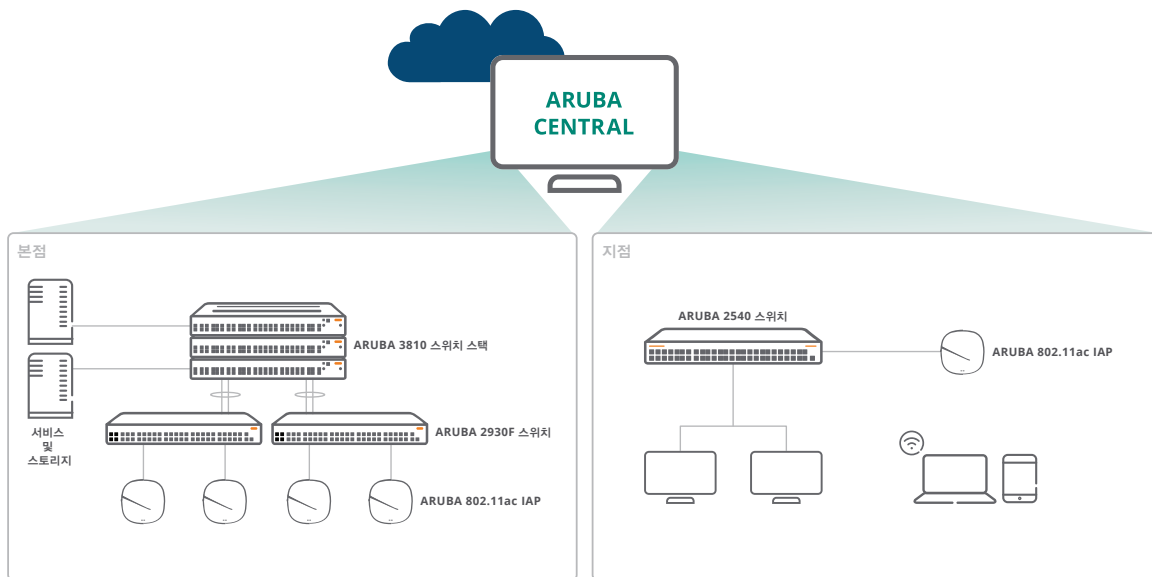 ARUBA
CENTRAL
본점
ARUBA 3810 스위치 스택
ARUBA 2930F 스위치
서비스
및
스토리지
ARUBA 802.11ac IAP
지점
ARUBA 2540 스위치
ARUBA 802.11ac IAP